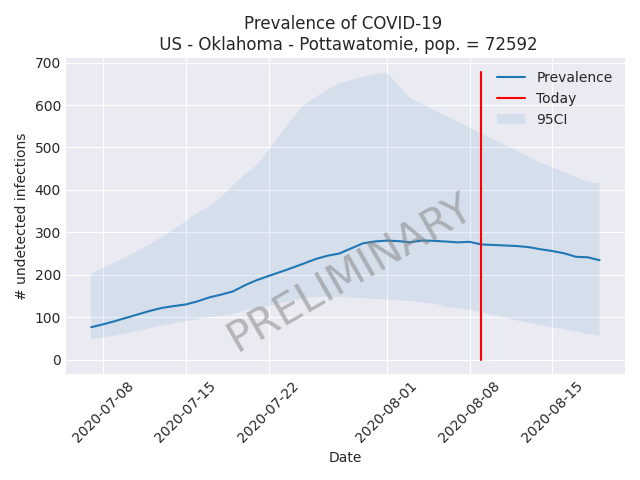 Prevalence of COVID-19
US - Oklahoma - Pottawatomie, pop. = 72592
# undetected infections
700
600
500
400
300
200
100
0
Prevalence
Today
95CI
PRELIMINARY
2020-07-08
2020-07-15
2020-07-22
2020-08-01
2020-08-08
2020-08-15
Date